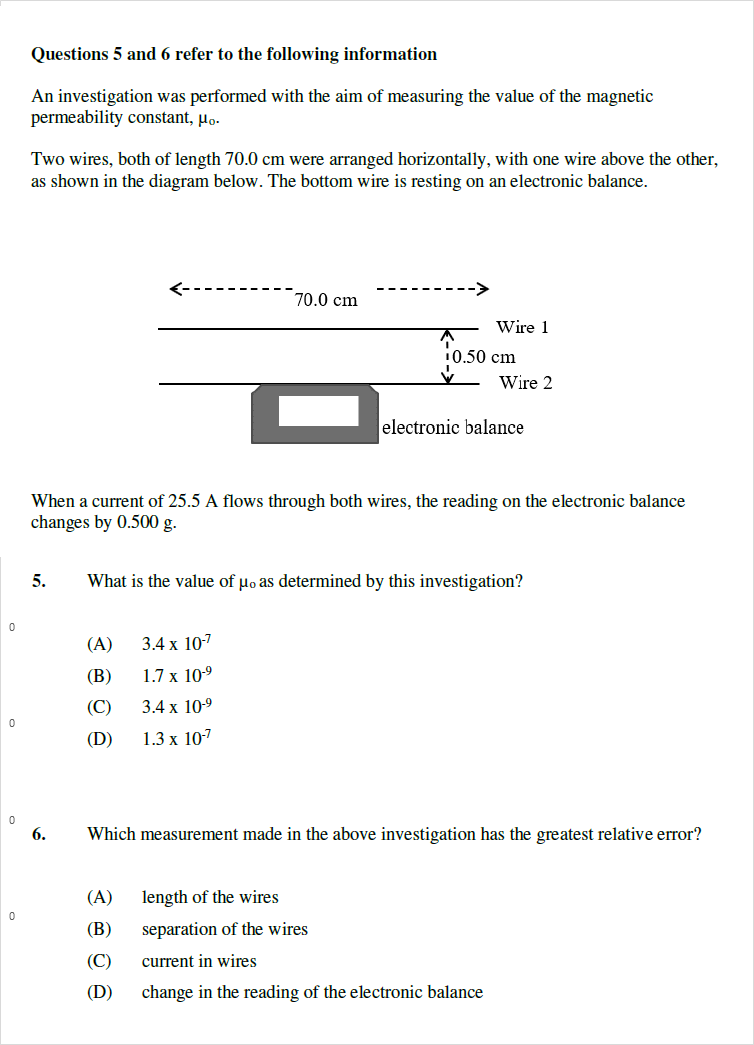 Questions 5 and 6 refer to the following information
An investigation was performed with the aim of measuring the value of the magnetic
permeability constant, μ₀.
Two wires, both of length 70.0 cm were arranged horizontally, with one wire above the other,
as shown in the diagram below. The bottom wire is resting on an electronic balance.
70.0 cm
Wire 1
0.50 cm
Wire 2
electronic balance
When a current of 25.5 A flows through both wires, the reading on the electronic balance
changes by 0.500 g.
5. What is the value of μ₀ as determined by this investigation?
0
(A) 3.4 x 10⁻⁷
(B) 1.7 x 10⁻⁹
(C) 3.4 x 10⁻⁹
0
(D) 1.3 x 10⁻⁷
0
6. Which measurement made in the above investigation has the greatest relative error?
(A) length of the wires
0
(B) separation of the wires
(C) current in wires
(D) change in the reading of the electronic balance